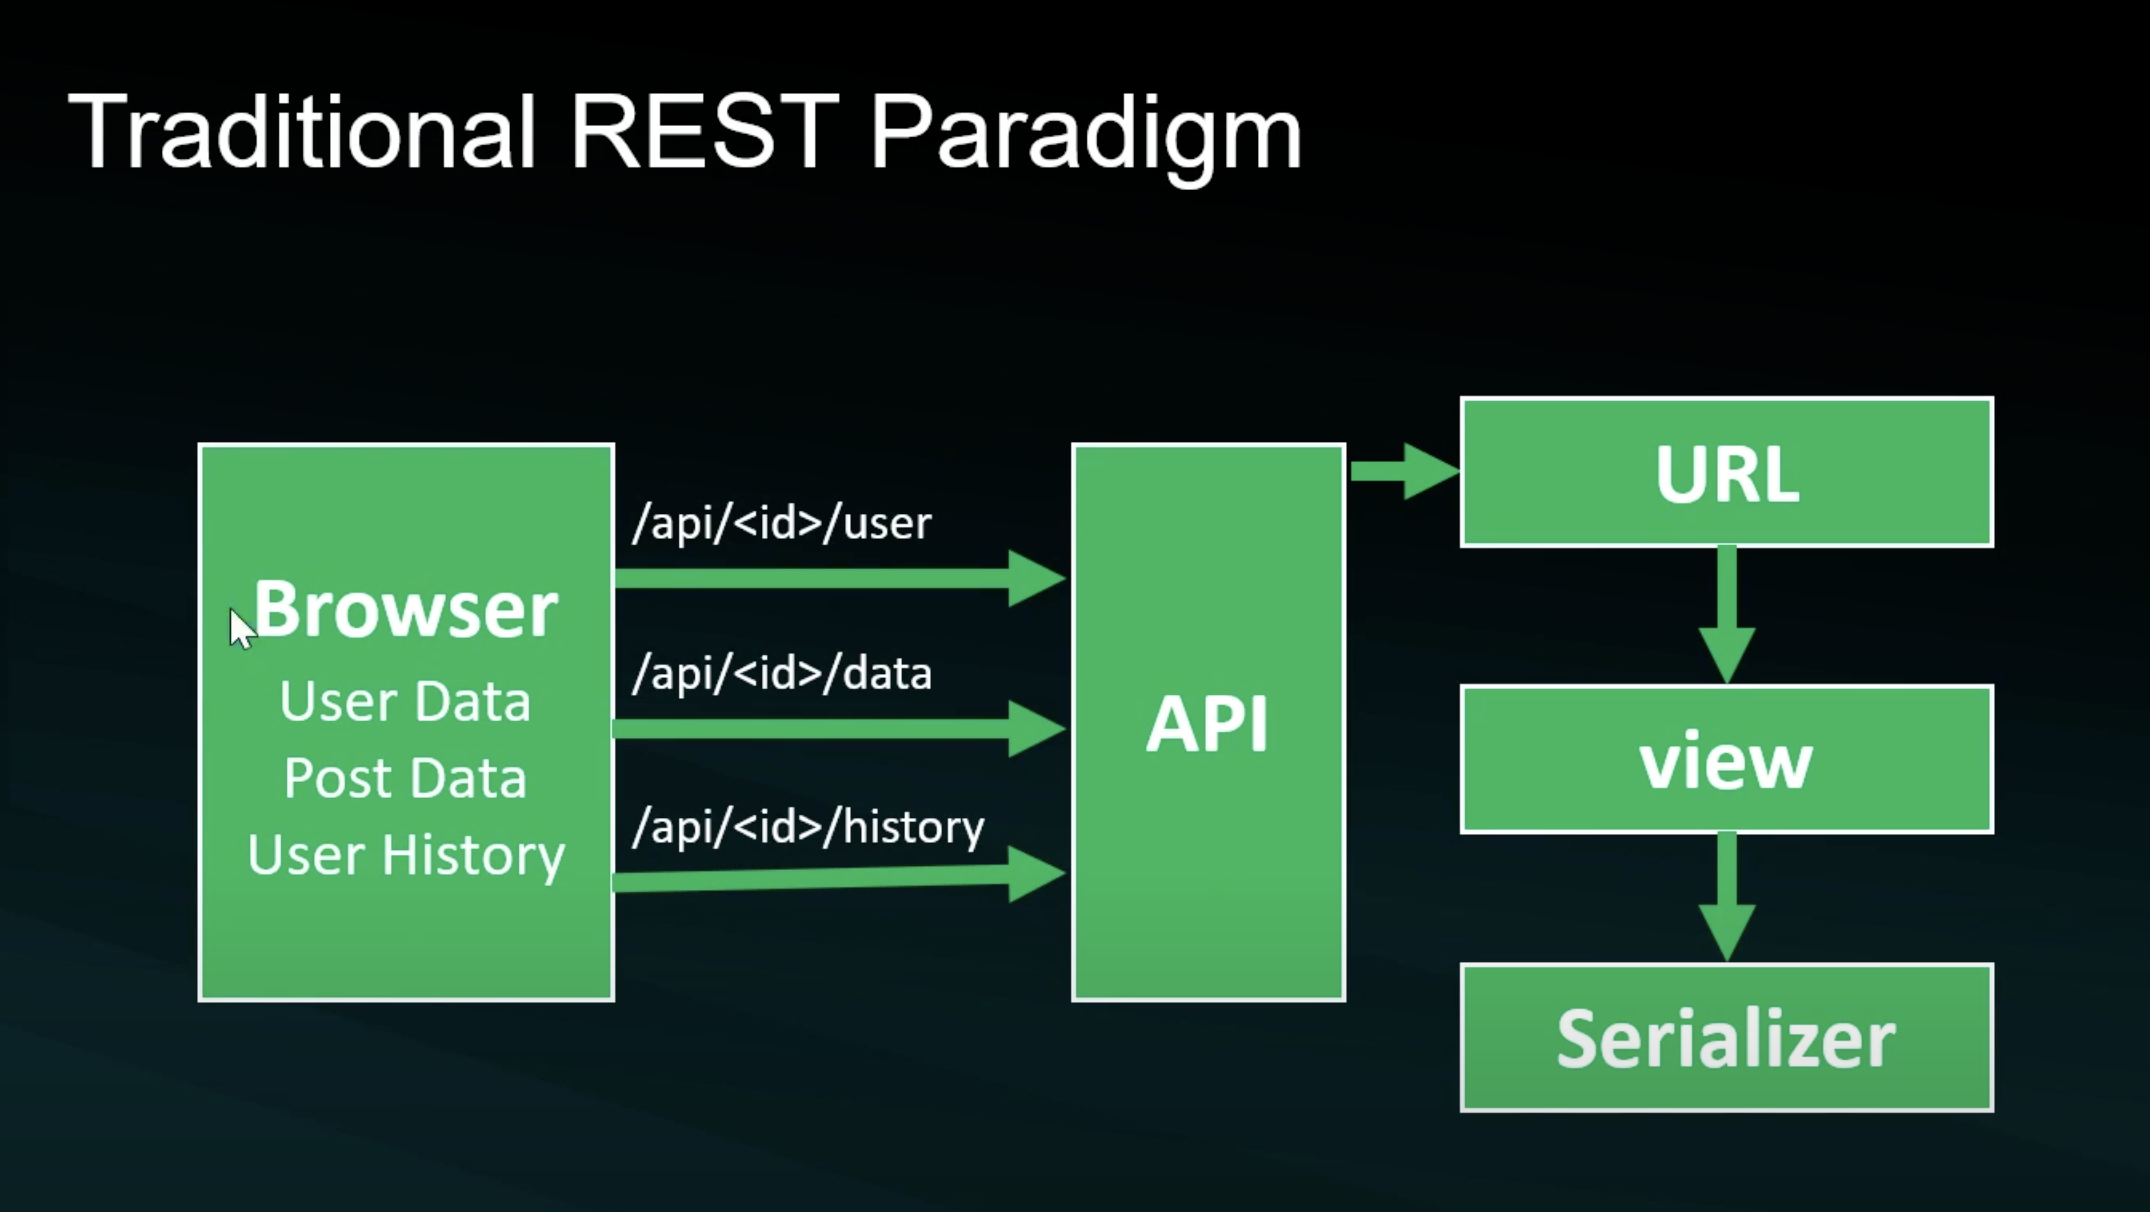 Traditional REST Paradigm
Browser
User Data
Post Data
User History
/api/<id>/user
/api/<id>/data
/api/<id>/history
API
URL
view
Serializer